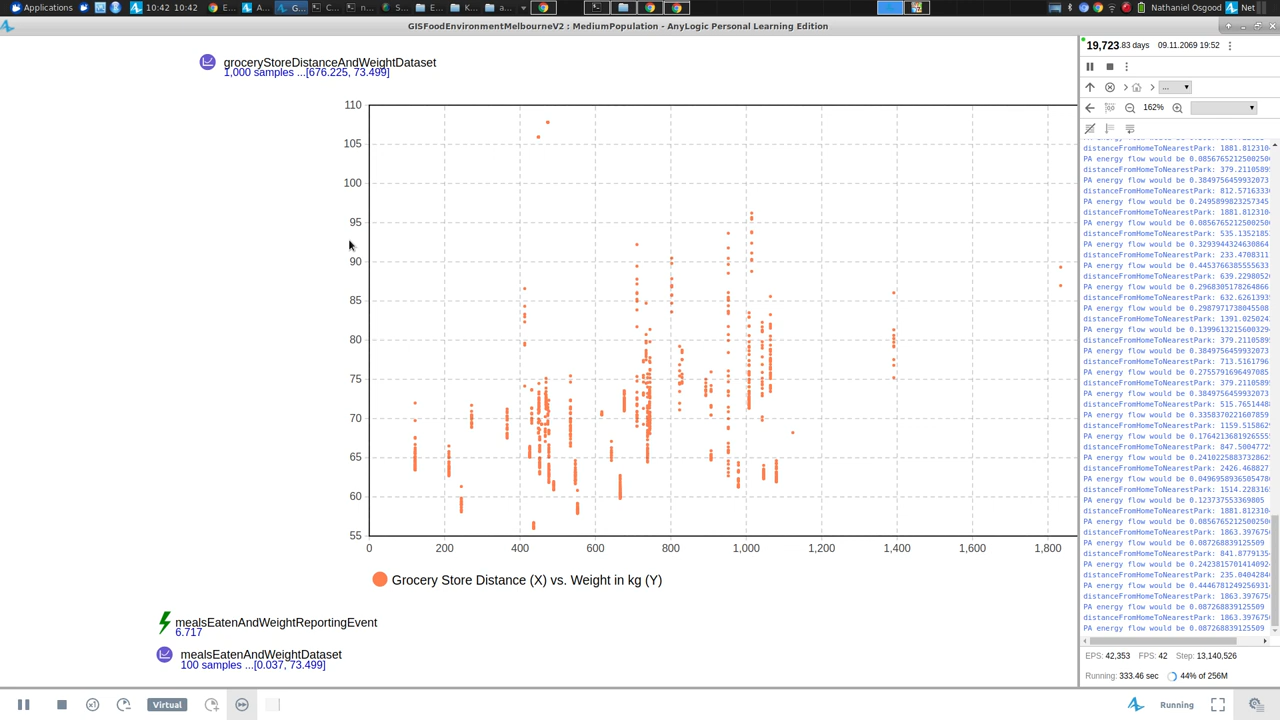 Applications
10:42 10:42
Firefo...
A...
G...
Cha...
S...
E...
K...
a...
Nathaniel Osgood
Net
GISFoodEnvironmentMelbourneV2 : MediumPopulation - AnyLogic Personal Learning Edition
groceryStoreDistanceAndWeightDataset
1,000 samples ...[676.225, 73.499]
110
105
100
95
90
85
80
75
70
65
60
55
0 200 400 600 800 1,000 1,200 1,400 1,600 1,800
Grocery Store Distance (X) vs. Weight in kg (Y)
mealsEatenAndWeightReportingEvent
6.717
mealsEatenAndWeightDataset
100 samples ...[0.037, 73.499]
19,723.83 days 09.11.2069 19:52
...
162%
distanceFromHomeToNearestPark: 1881.812310
PA energy flow would be 0.0856765212500250
distanceFromHomeToNearestPark: 379.2110589
PA energy flow would be 0.3849756459932073
distanceFromHomeToNearestPark: 812.5716333
PA energy flow would be 0.2495899823257345
distanceFromHomeToNearestPark: 1881.812310
PA energy flow would be 0.0856765212500250
distanceFromHomeToNearestPark: 535.1352185
PA energy flow would be 0.3293944324630864
distanceFromHomeToNearestPark: 233.4708311
PA energy flow would be 0.4453766385555633
distanceFromHomeToNearestPark: 639.2298052
PA energy flow would be 0.2968305178264866
distanceFromHomeToNearestPark: 632.6261393
PA energy flow would be 0.2987971738045508
distanceFromHomeToNearestPark: 1391.025024
PA energy flow would be 0.1399613215600329
distanceFromHomeToNearestPark: 379.2110589
PA energy flow would be 0.3849756459932073
distanceFromHomeToNearestPark: 713.5161796
PA energy flow would be 0.2755791696497085
distanceFromHomeToNearestPark: 379.2110589
PA energy flow would be 0.3849756459932073
distanceFromHomeToNearestPark: 515.7651448
PA energy flow would be 0.3358370221607859
distanceFromHomeToNearestPark: 1159.515862
PA energy flow would be 0.1764213681926555
distanceFromHomeToNearestPark: 847.5004772
PA energy flow would be 0.2410225883732862
distanceFromHomeToNearestPark: 2426.468827
PA energy flow would be 0.0496958936505478
distanceFromHomeToNearestPark: 1514.228316
PA energy flow would be 0.123737553369805
distanceFromHomeToNearestPark: 1881.812310
PA energy flow would be 0.0856765212500250
distanceFromHomeToNearestPark: 1863.397675
PA energy flow would be 0.087268839125509
distanceFromHomeToNearestPark: 841.8779135
PA energy flow would be 0.2423815701414092
distanceFromHomeToNearestPark: 235.0404284
PA energy flow would be 0.4446781249256931
distanceFromHomeToNearestPark: 1863.397675
PA energy flow would be 0.087268839125509
distanceFromHomeToNearestPark: 1863.397675
PA energy flow would be 0.087268839125509
EPS: 42,353 FPS: 42 Step: 13,140,526
Running: 333.46 sec 44% of 256M
x1
Virtual
Running